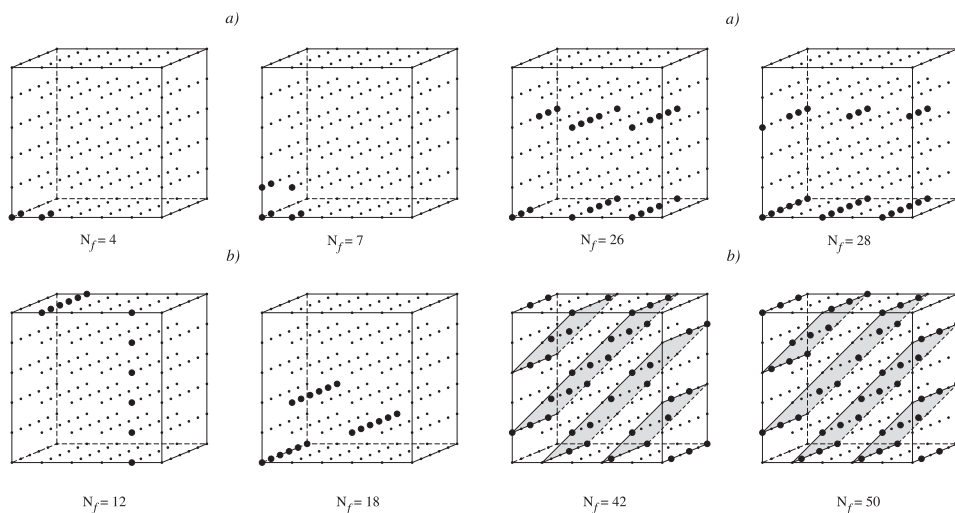 a)
a)
N_f = 4
N_f = 7
N_f = 26
N_f = 28
b)
b)
N_f = 12
N_f = 18
N_f = 42
N_f = 50